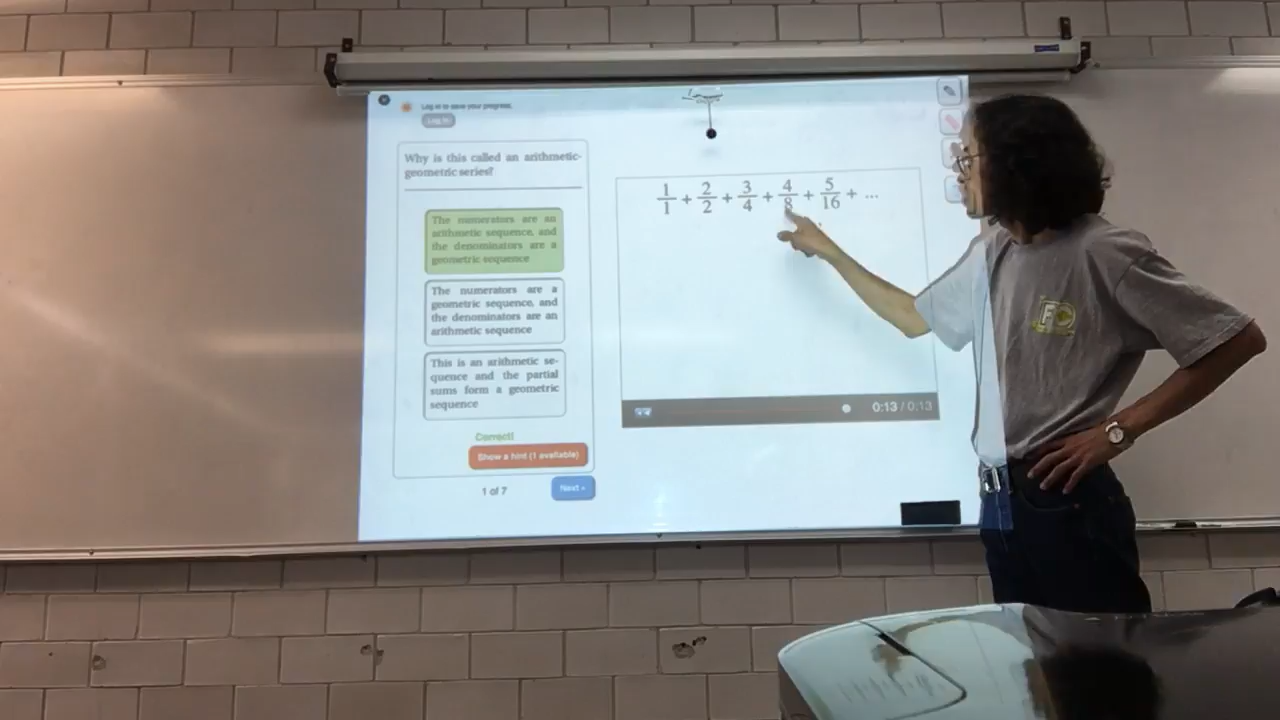 Log in to save your progress.
Log in
Why is this called an arithmetic-
geometric series?
The numerators are an
arithmetic sequence, and
the denominators are a
geometric sequence
The numerators are a
geometric sequence, and
the denominators are an
arithmetic sequence
This is an arithmetic se-
quence and the partial
sums form a geometric
sequence
Correct!
Show a hint (1 available)
1 of 7
Next »
1/1 + 2/2 + 3/4 + 4/8 + 5/16 + ...
0:13 / 0:13